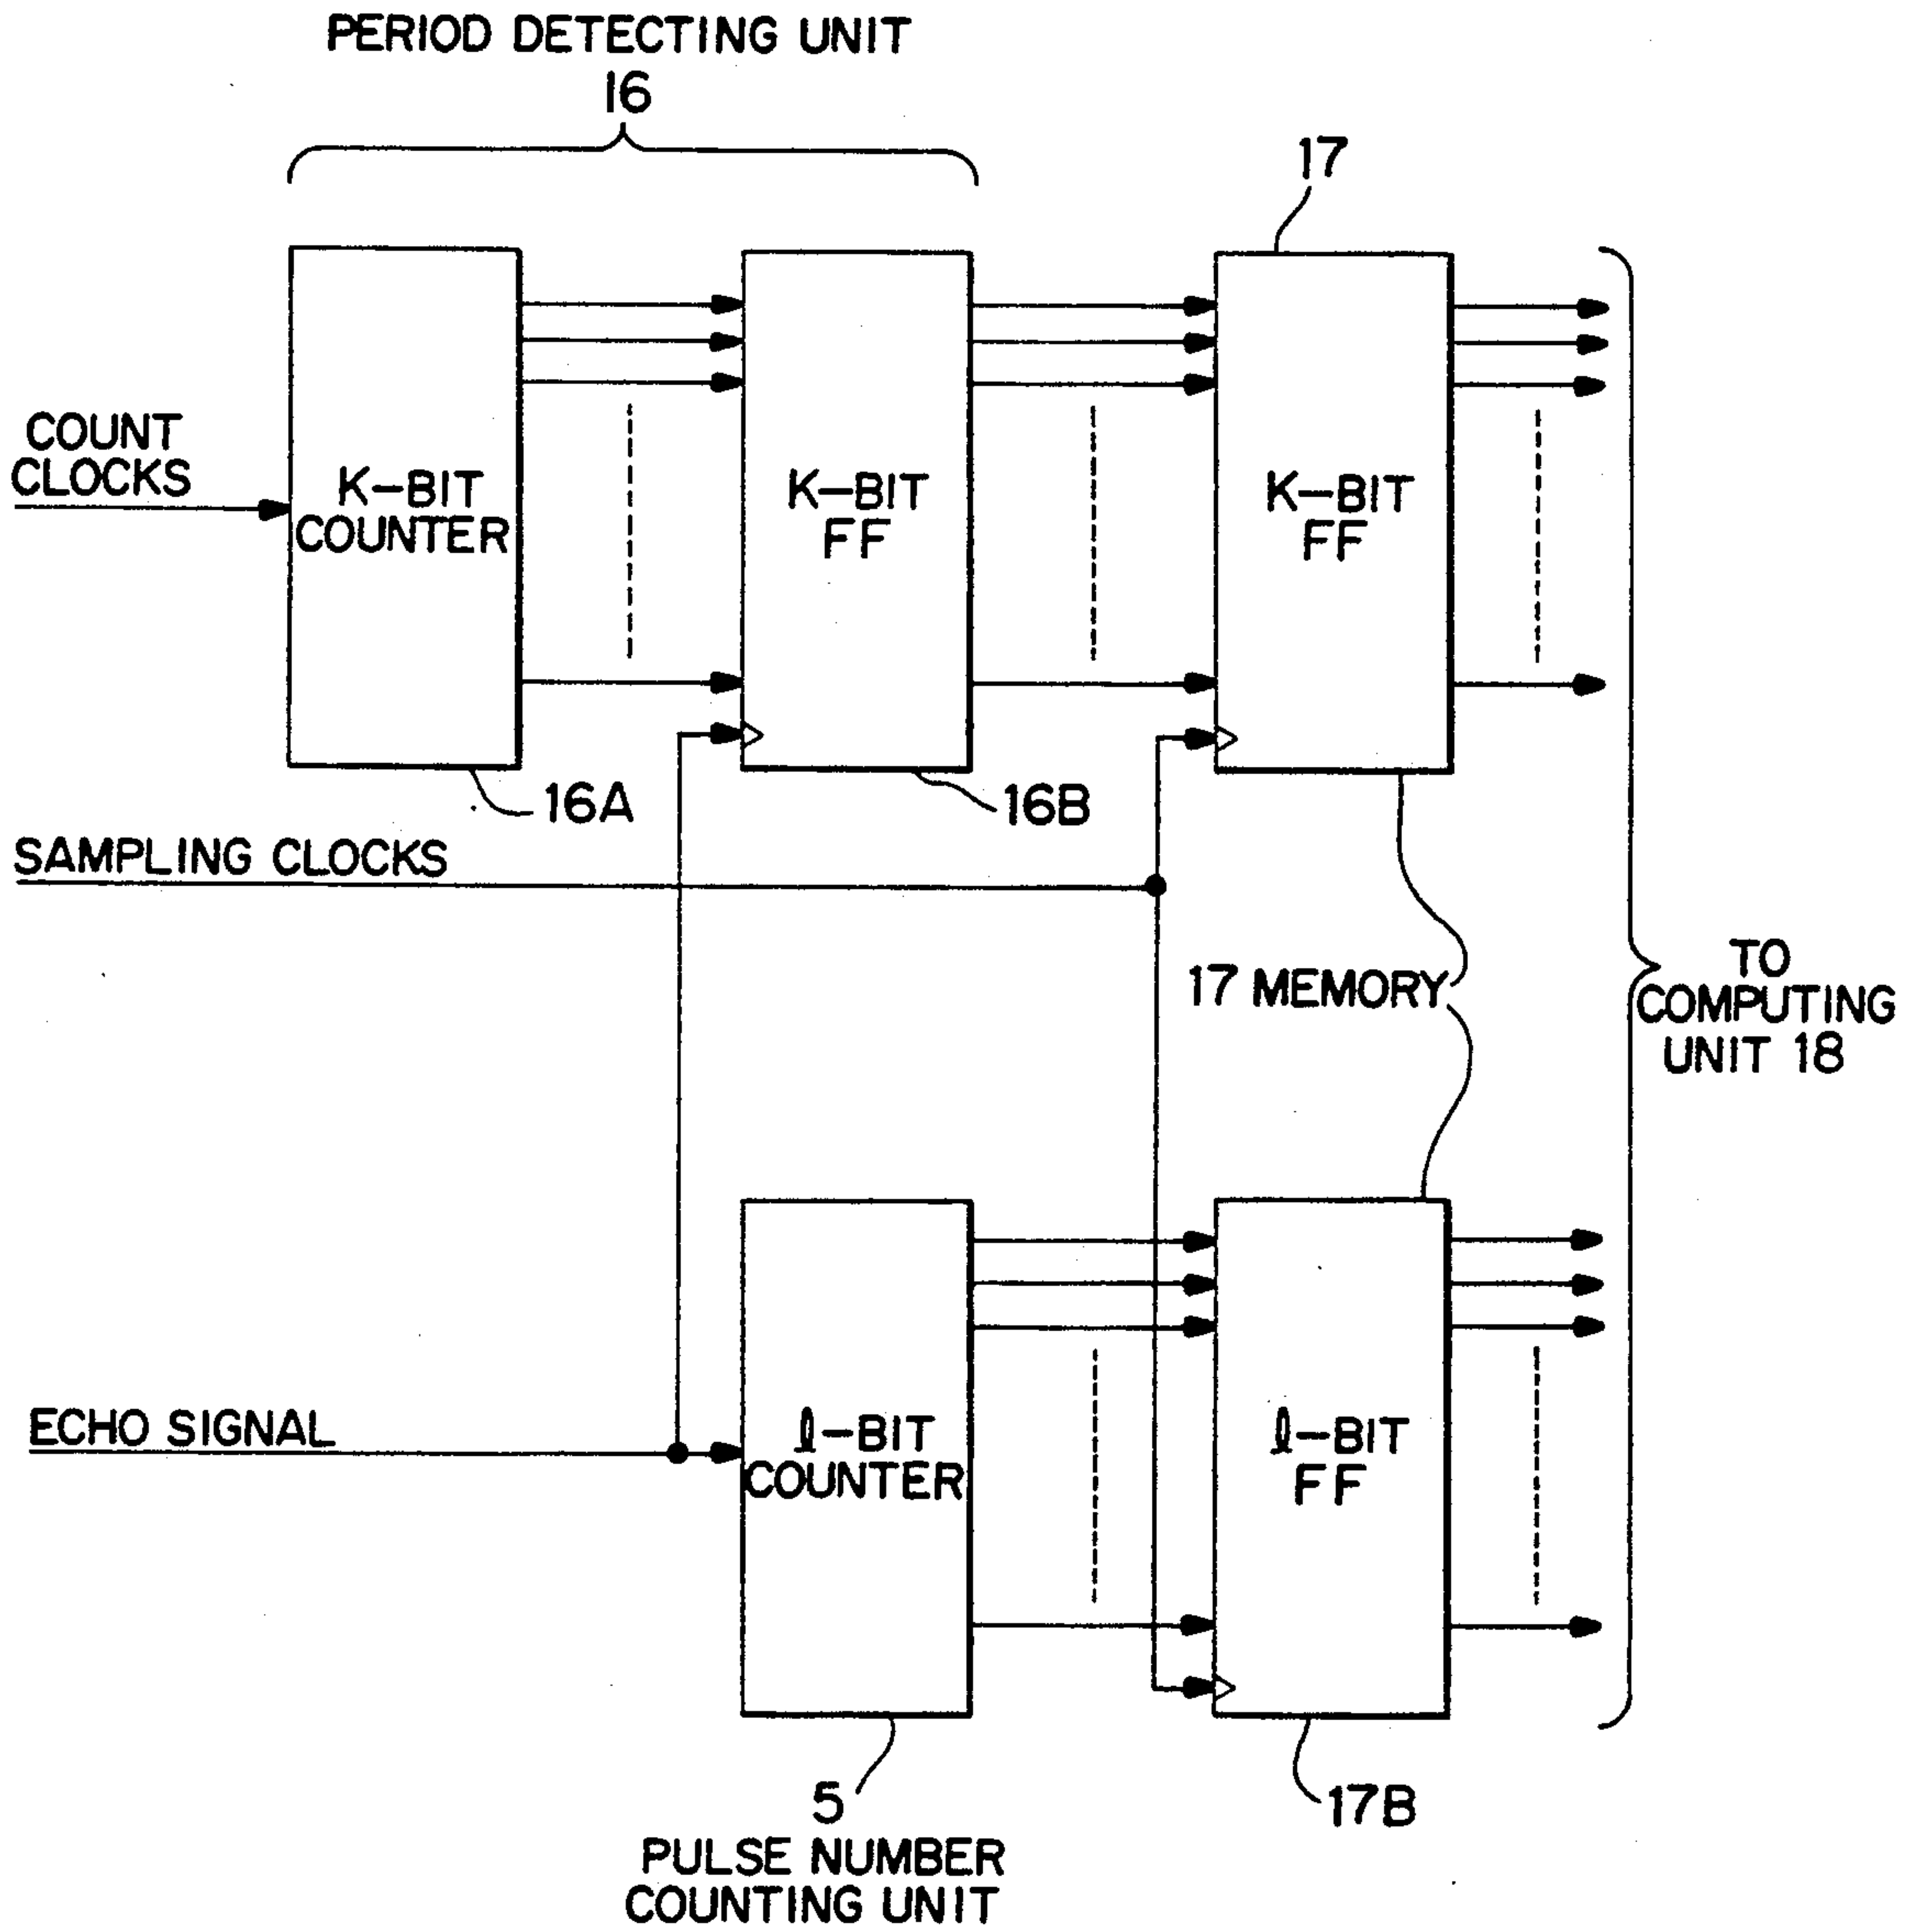 PERIOD DETECTING UNIT
16
17
COUNT
CLOCKS
K-BIT
COUNTER
K-BIT
FF
K-BIT
FF
16A
16B
SAMPLING CLOCKS
17 MEMORY
TO
COMPUTING
UNIT 18
ECHO SIGNAL
l-BIT
COUNTER
l-BIT
FF
5
PULSE NUMBER
COUNTING UNIT
17B